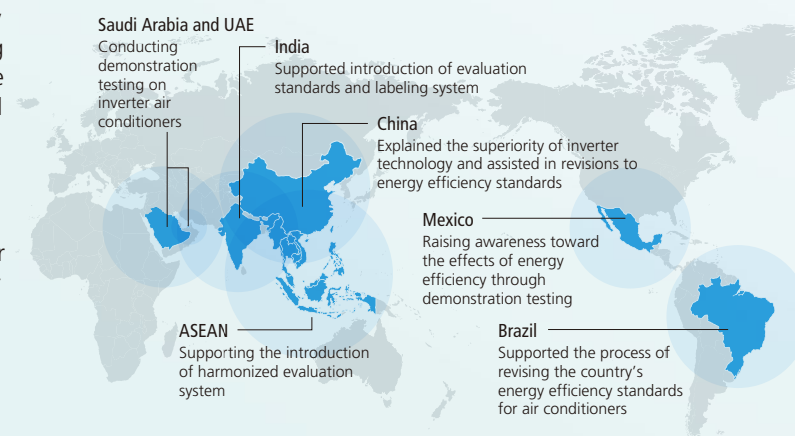 Saudi Arabia and UAE
Conducting
demonstration
testing on
inverter air
conditioners
India
Supported introduction of evaluation
standards and labeling system
China
Explained the superiority of inverter
technology and assisted in revisions to
energy efficiency standards
Mexico
Raising awareness toward
the effects of energy
efficiency through
demonstration testing
ASEAN
Supporting the introduction
of harmonized evaluation
system
Brazil
Supported the process of
revising the country's
energy efficiency standards
for air conditioners